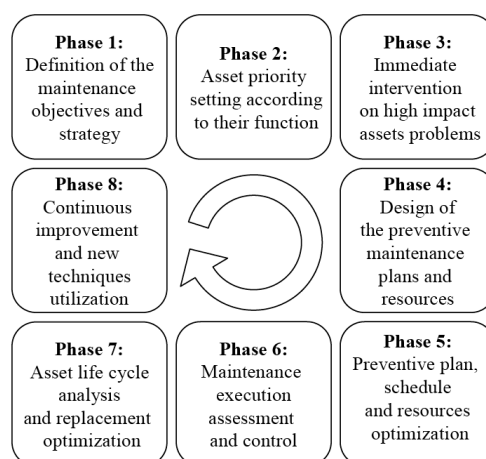 Phase 1:
Definition of the
maintenance
objectives and
strategy
Phase 2:
Asset priority
setting according
to their function
Phase 3:
Immediate
intervention
on high impact
assets problems
Phase 8:
Continuous
improvement
and new
techniques
utilization
Phase 4:
Design of
the preventive
maintenance
plans and
resources
Phase 7:
Asset life cycle
analysis
and replacement
optimization
Phase 6:
Maintenance
execution
assessment
and control
Phase 5:
Preventive plan,
schedule
and resources
optimization